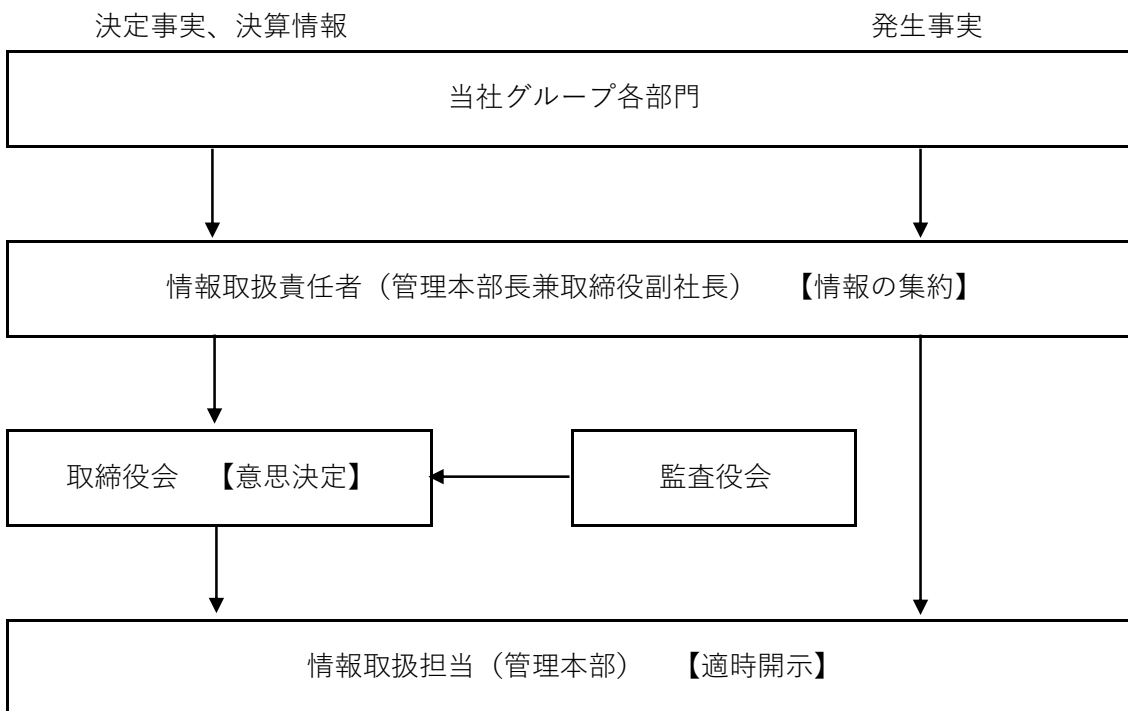 決定事実、決算情報 発生事実
当社グループ各部門
情報取扱責任者（管理本部長兼取締役副社長） 【情報の集約】
取締役会 【意思決定】 監査役会
情報取扱担当（管理本部） 【適時開示】